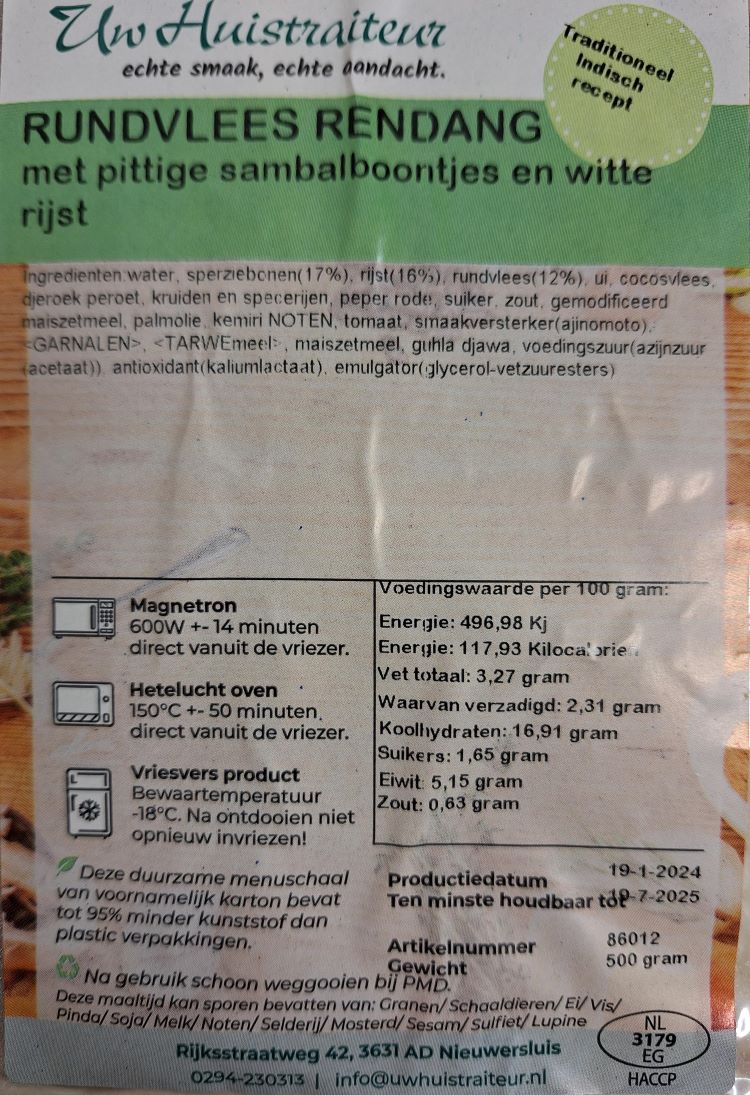 Uw Huistraiteur
echte smaak, echte aandacht.
Traditioneel
Indisch
recept
RUNDVLEES RENDANG
met pittige sambalboontjes en witte
rijst
Ingredienten:water, sperziebonen(17%), rijst(16%), rundvlees(12%), ui, cocosvlees,
djeroek peroet, kruiden en specerijen, peper rode, suiker, zout, gemodificeerd
maiszetmeel, palmolie, kemiri NOTEN, tomaat, smaakversterker(ajinomoto),
<GARNALEN>, <TARWEmeel>, maiszetmeel, guhla djawa, voedingszuur(azijnzuur
(acetaat)), antioxidant(kaliumlactaat), emulgator(glycerol-vetzuuresters)
Magnetron
600W +- 14 minuten
direct vanuit de vriezer.
Hetelucht oven
150°C +- 50 minuten,
direct vanuit de vriezer.
Vriesvers product
Bewaartemperatuur
-18°C. Na ontdooien niet
opnieuw invriezen!
Voedingswaarde per 100 gram:
Energie: 496,98 Kj
Energie: 117,93 Kilocalorie
Vet totaal: 3,27 gram
Waarvan verzadigd: 2,31 gram
Koolhydraten: 16,91 gram
Suikers: 1,65 gram
Eiwit: 5,15 gram
Zout: 0,63 gram
Deze duurzame menuschaal
van voornamelijk karton bevat
tot 95% minder kunststof dan
plastic verpakkingen.
Productiedatum 19-1-2024
Ten minste houdbaar tot 19-7-2025
Artikelnummer 86012
Gewicht 500 gram
Na gebruik schoon weggooien bij PMD.
Deze maaltijd kan sporen bevatten van: Granen/ Schaaldieren/ Ei/ Vis/
Pinda/ Soja/ Melk/ Noten/ Selderij/ Mosterd/ Sesam/ Sulfiet/ Lupine
NL
3179
EG
HACCP
Rijksstraatweg 42, 3631 AD Nieuwersluis
0294-230313 | info@uwhuistraiteur.nl